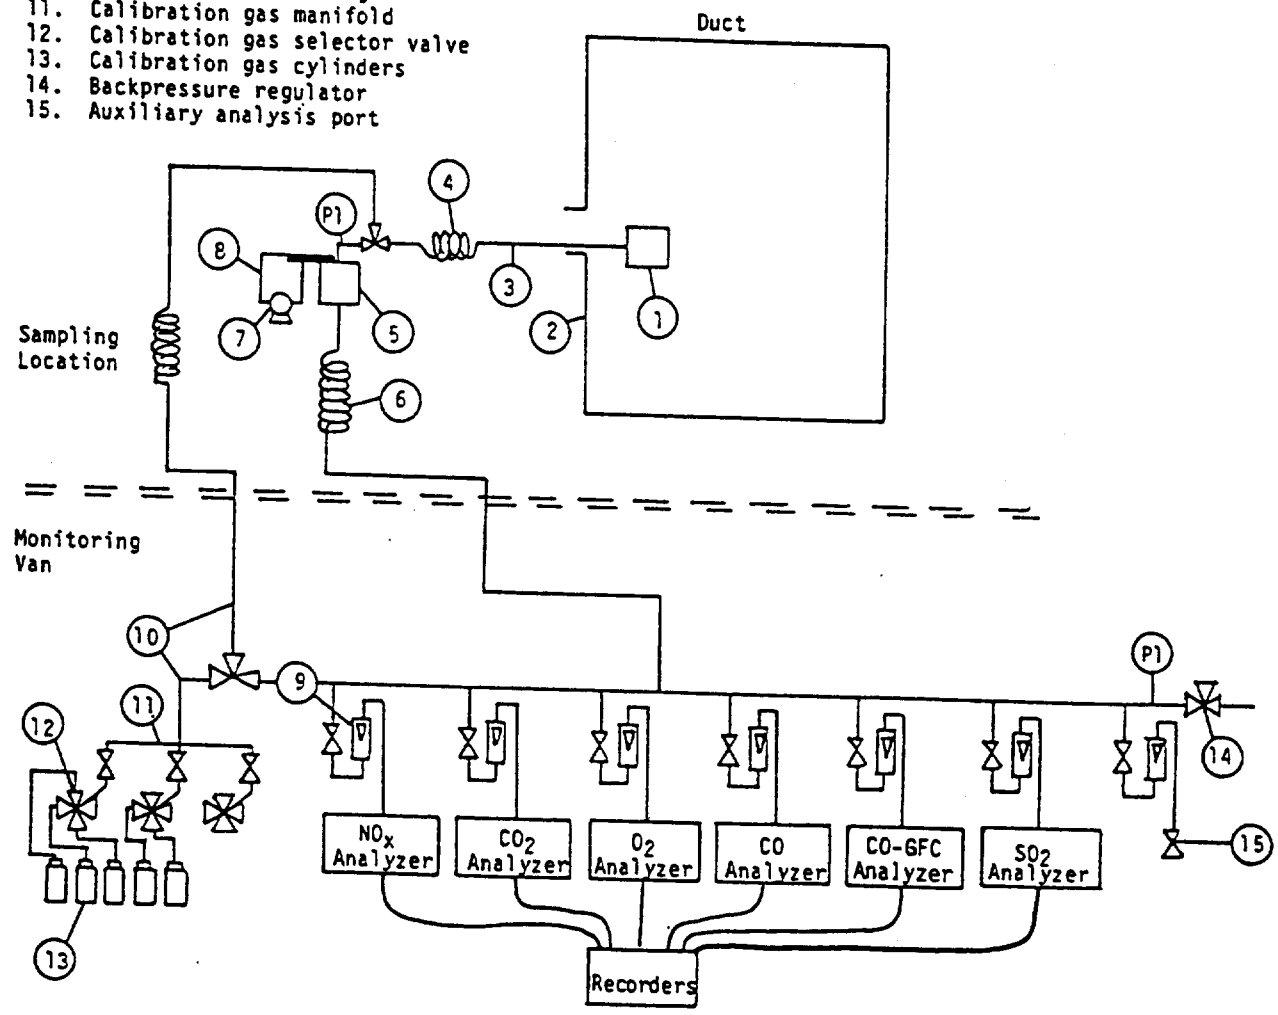 11. Calibration gas manifold
12. Calibration gas selector valve
13. Calibration gas cylinders
14. Backpressure regulator
15. Auxiliary analysis port
Duct
4
P1
8
3
1
7
5
2
Sampling
Location
6
Monitoring
Van
10
P1
9
11
12
14
NOx
Analyzer
CO2
Analyzer
O2
Analyzer
CO
Analyzer
CO-GFC
Analyzer
SO2
Analyzer
15
13
Recorders